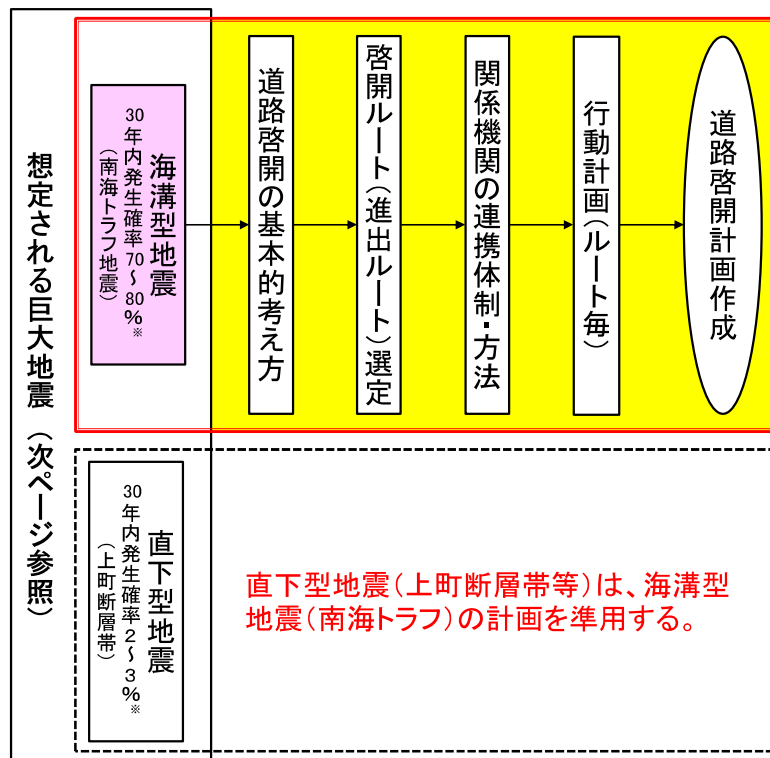 想定される巨大地震（次ページ参照）
海溝型地震
30年内発生確率70～80%※
（南海トラフ地震）
道路啓開の基本的考え方
啓開ルート（進出ルート）選定
関係機関の連携体制・方法
行動計画（ルート毎）
道路啓開計画作成
直下型地震
30年内発生確率２～３%※
（上町断層帯）
直下型地震（上町断層帯等）は、海溝型
地震（南海トラフ）の計画を準用する。